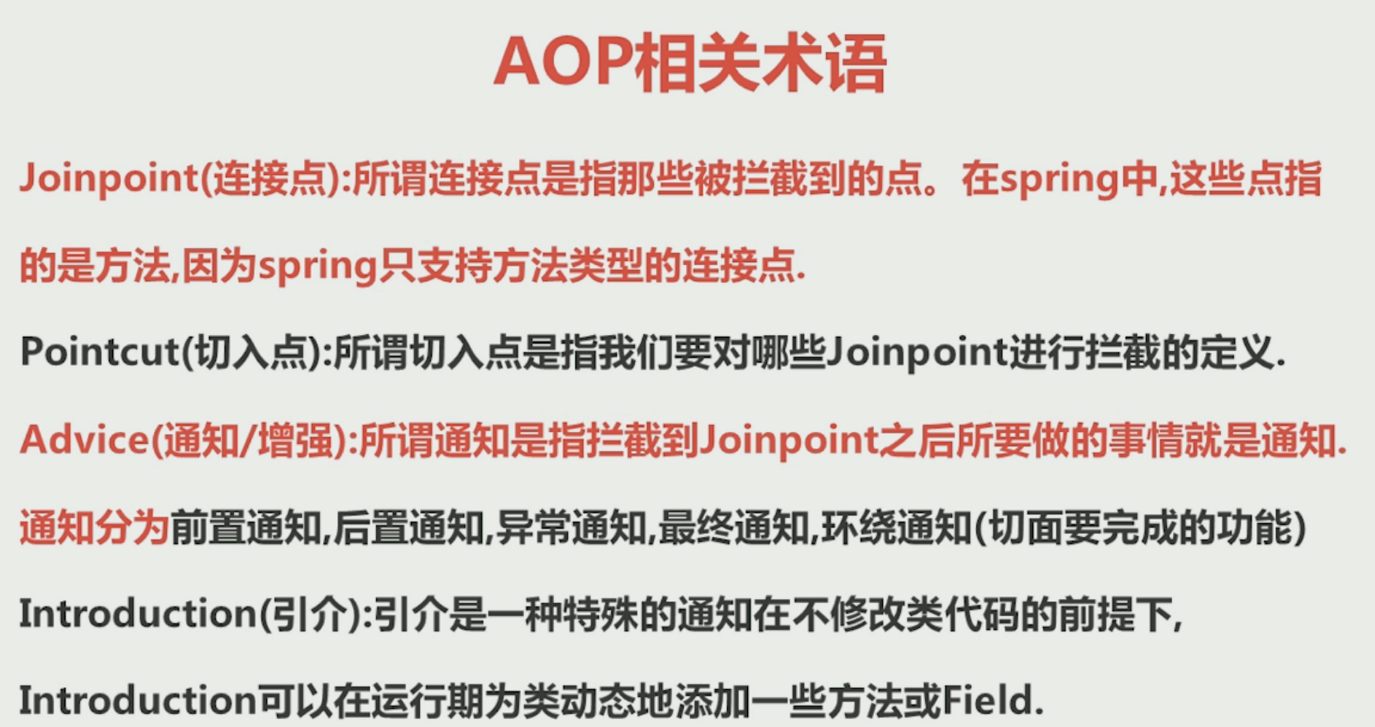 AOP相关术语
Joinpoint(连接点):所谓连接点是指那些被拦截到的点。在spring中,这些点指
的是方法,因为spring只支持方法类型的连接点.
Pointcut(切入点):所谓切入点是指我们要对哪些Joinpoint进行拦截的定义.
Advice(通知/增强):所谓通知是指拦截到Joinpoint之后所要做的事情就是通知.
通知分为前置通知,后置通知,异常通知,最终通知,环绕通知(切面要完成的功能)
Introduction(引介):引介是一种特殊的通知在不修改类代码的前提下,
Introduction可以在运行期为类动态地添加一些方法或Field.